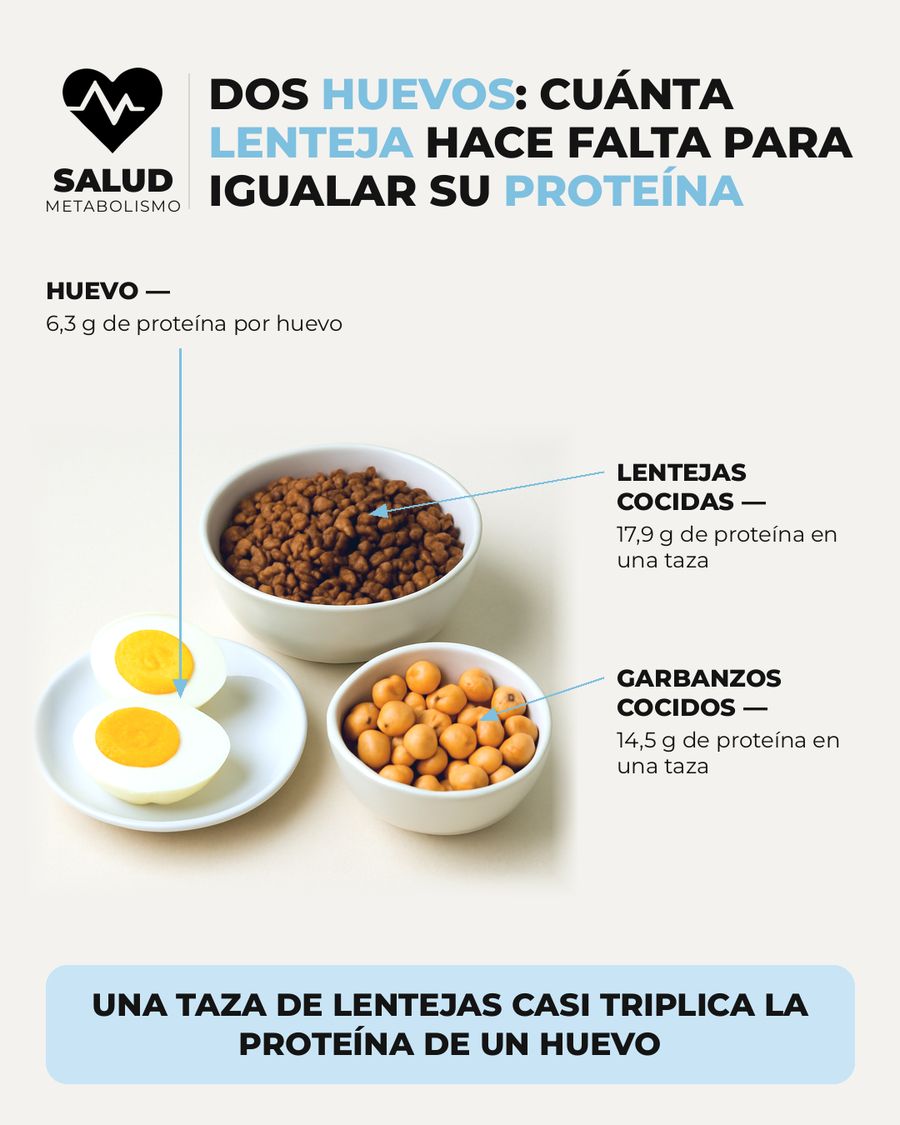 SALUD
METABOLISMO
DOS HUEVOS: CUÁNTA
LENTEJA HACE FALTA PARA
IGUALAR SU PROTEÍNA
HUEVO —
6,3 g de proteína por huevo
LENTEJAS
COCIDAS —
17,9 g de proteína en
una taza
GARBANZOS
COCIDOS —
14,5 g de proteína en
una taza
UNA TAZA DE LENTEJAS CASI TRIPLICA LA
PROTEÍNA DE UN HUEVO